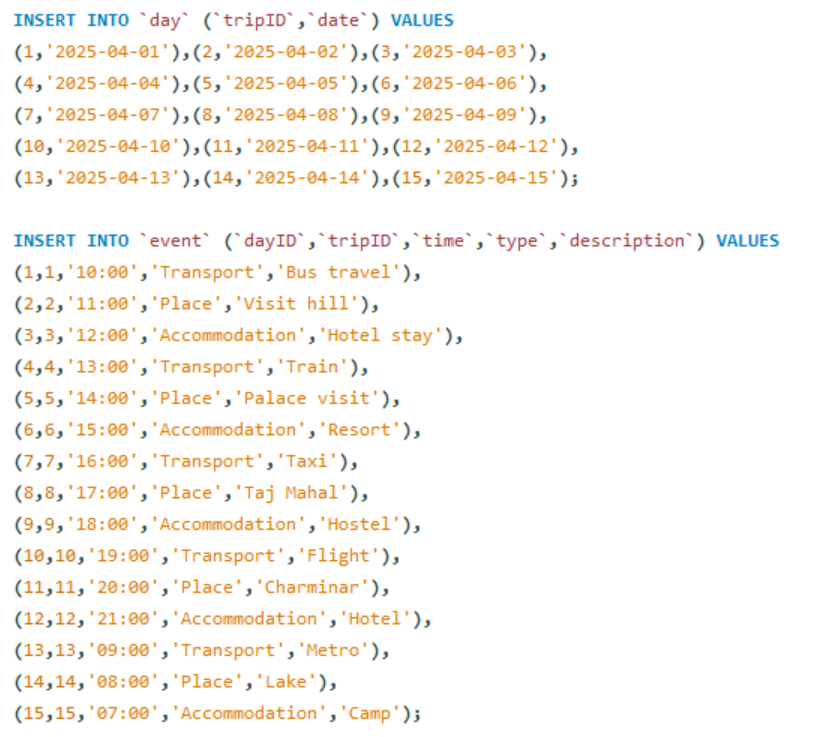 INSERT INTO `day` (`tripID`,`date`) VALUES
(1,'2025-04-01'),(2,'2025-04-02'),(3,'2025-04-03'),
(4,'2025-04-04'),(5,'2025-04-05'),(6,'2025-04-06'),
(7,'2025-04-07'),(8,'2025-04-08'),(9,'2025-04-09'),
(10,'2025-04-10'),(11,'2025-04-11'),(12,'2025-04-12'),
(13,'2025-04-13'),(14,'2025-04-14'),(15,'2025-04-15');
INSERT INTO `event` (`dayID`,`tripID`,`time`,`type`,`description`) VALUES
(1,1,'10:00','Transport','Bus travel'),
(2,2,'11:00','Place','Visit hill'),
(3,3,'12:00','Accommodation','Hotel stay'),
(4,4,'13:00','Transport','Train'),
(5,5,'14:00','Place','Palace visit'),
(6,6,'15:00','Accommodation','Resort'),
(7,7,'16:00','Transport','Taxi'),
(8,8,'17:00','Place','Taj Mahal'),
(9,9,'18:00','Accommodation','Hostel'),
(10,10,'19:00','Transport','Flight'),
(11,11,'20:00','Place','Charminar'),
(12,12,'21:00','Accommodation','Hotel'),
(13,13,'09:00','Transport','Metro'),
(14,14,'08:00','Place','Lake'),
(15,15,'07:00','Accommodation','Camp');